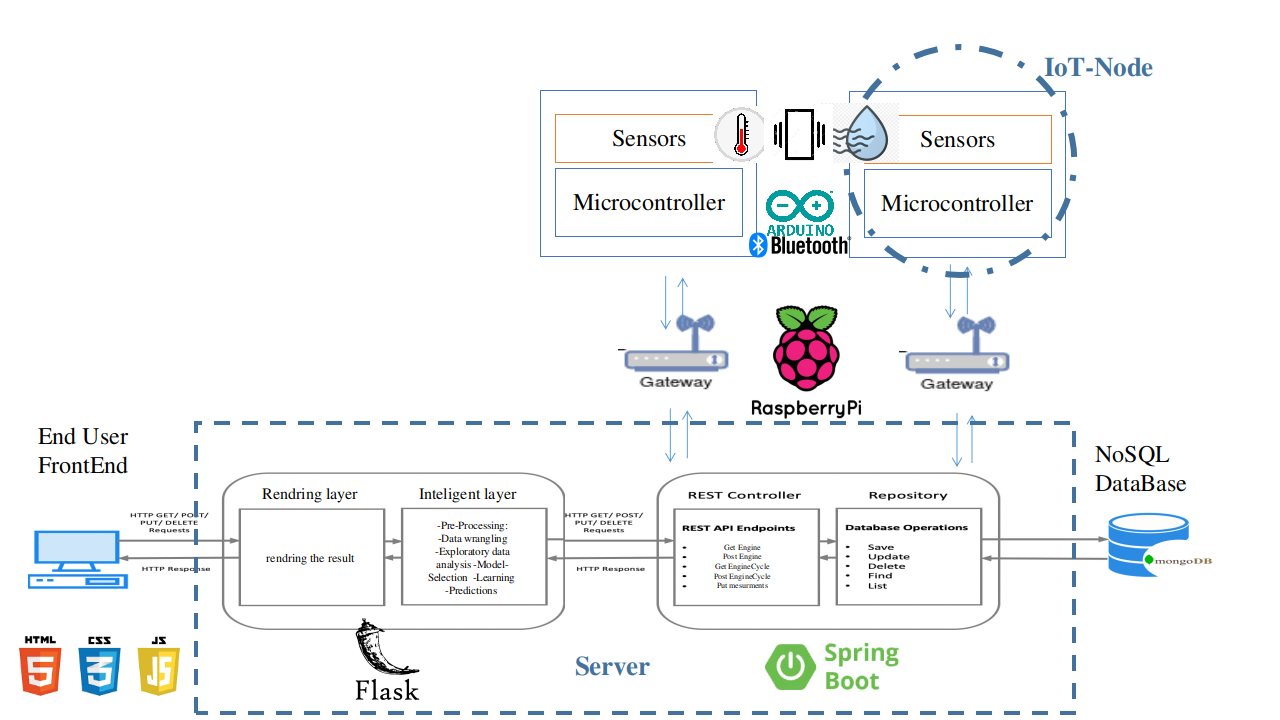 IoT-Node
Sensors
Sensors
Microcontroller
Microcontroller
ARDUINO
Bluetooth
Gateway
Gateway
RaspberryPi
End User
FrontEnd
NoSQL
DataBase
Rendring layer
Inteligent layer
REST Controller
Repository
HTTP GET/ POST/
PUT/ DELETE
Requests
HTTP Response
rendring the result
-Pre-Processing:
-Data wrangling
-Exploratory data
analysis -Model-
Selection -Learning
-Predictions
HTTP GET/ POST/
PUT/ DELETE
Requests
HTTP Response
REST API Endpoints
• Get Engine
• Post Engine
• Get EngineCycle
• Post EngineCycle
• Put mesurments
Database Operations
• Save
• Update
• Delete
• Find
• List
mongoDB
HTML
5
CSS
3
JS
JS
Flask
Server
Spring
Boot